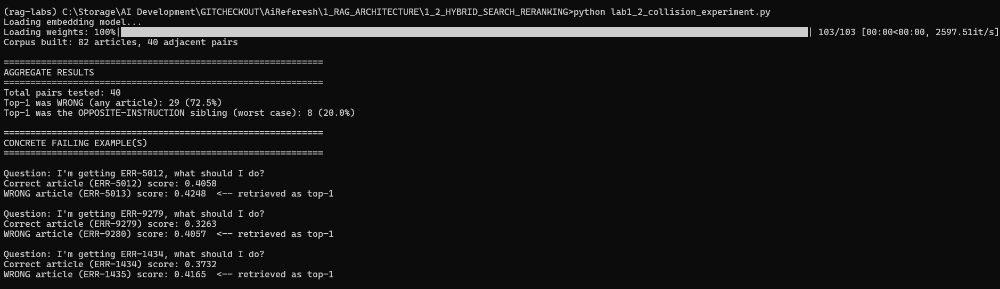 (rag-labs) C:\Storage\AI Development\GITCHECKOUT\AiReferesh\1_RAG_ARCHITECTURE\1_2_HYBRID_SEARCH_RERANKING>python lab1_2_collision_experiment.py
Loading embedding model...
Loading weights: 100%|| 103/103 [00:00<00:00, 2597.51it/s]
Corpus built: 82 articles, 40 adjacent pairs
============================================================
AGGREGATE RESULTS
============================================================
Total pairs tested: 40
Top-1 was WRONG (any article): 29 (72.5%)
Top-1 was the OPPOSITE-INSTRUCTION sibling (worst case): 8 (20.0%)
============================================================
CONCRETE FAILING EXAMPLE(S)
============================================================
Question: I'm getting ERR-5012, what should I do?
Correct article (ERR-5012) score: 0.4058
WRONG article (ERR-5013) score: 0.4248  <-- retrieved as top-1
Question: I'm getting ERR-9279, what should I do?
Correct article (ERR-9279) score: 0.3263
WRONG article (ERR-9280) score: 0.4057  <-- retrieved as top-1
Question: I'm getting ERR-1434, what should I do?
Correct article (ERR-1434) score: 0.3732
WRONG article (ERR-1435) score: 0.4165  <-- retrieved as top-1